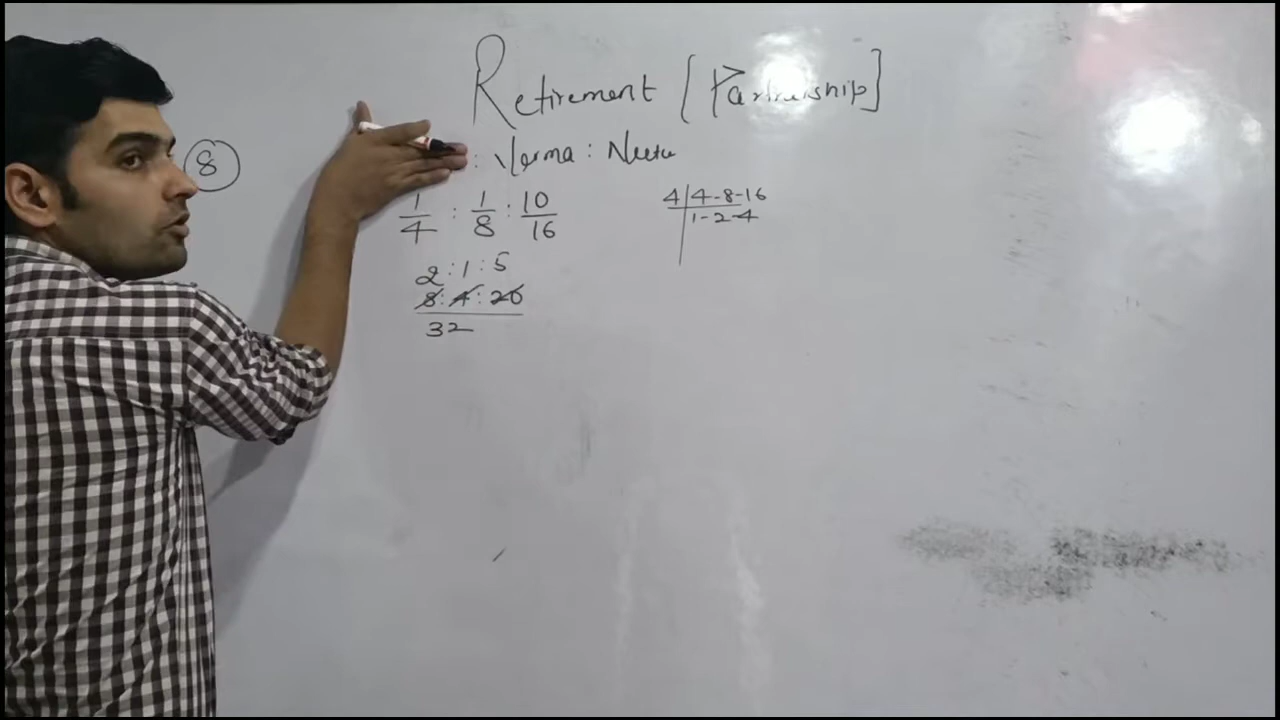 Retirement [Partnership]
8
: Verma : Neetu
1/4 : 1/8 : 10/16
4 | 4-8-16
1-2-4
2 : 1 : 5
8 : 4 : 20
32